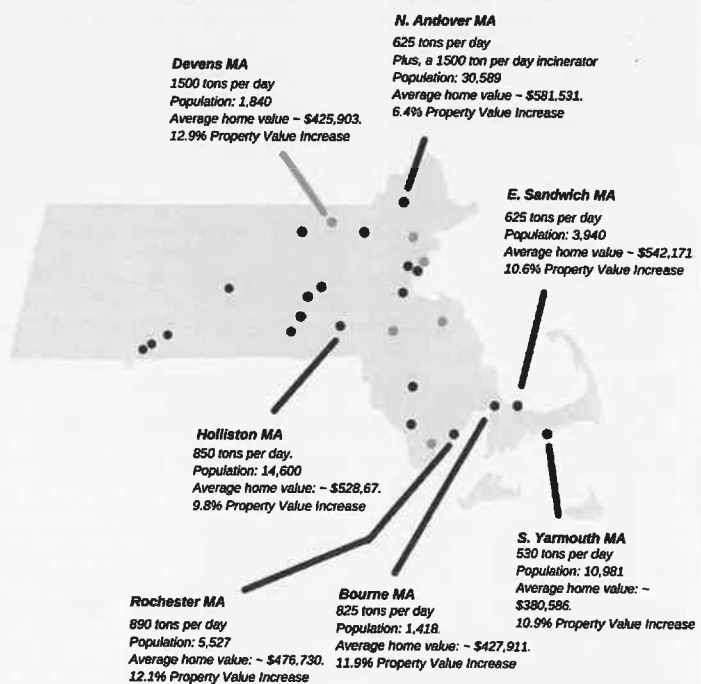 N. Andover MA
625 tons per day
Plus, a 1500 ton per day incinerator
Population: 30,589
Average home value ~ $581,531.
6.4% Property Value Increase
Devens MA
1500 tons per day
Population: 1,840
Average home value ~ $425,903.
12.9% Property Value Increase
E. Sandwich MA
625 tons per day
Population: 3,940
Average home value ~ $542,171
10.6% Property Value Increase
Holliston MA
850 tons per day.
Population: 14,600
Average home value: ~ $528,67.
9.8% Property Value Increase
S. Yarmouth MA
530 tons per day
Population: 10,981
Average home value: ~
$380,586.
10.9% Property Value Increase
Rochester MA
890 tons per day
Population: 5,527
Average home value: ~ $476,730.
12.1% Property Value Increase
Bourne MA
825 tons per day
Population: 1,418.
Average home value: ~ $427,911.
11.9% Property Value Increase